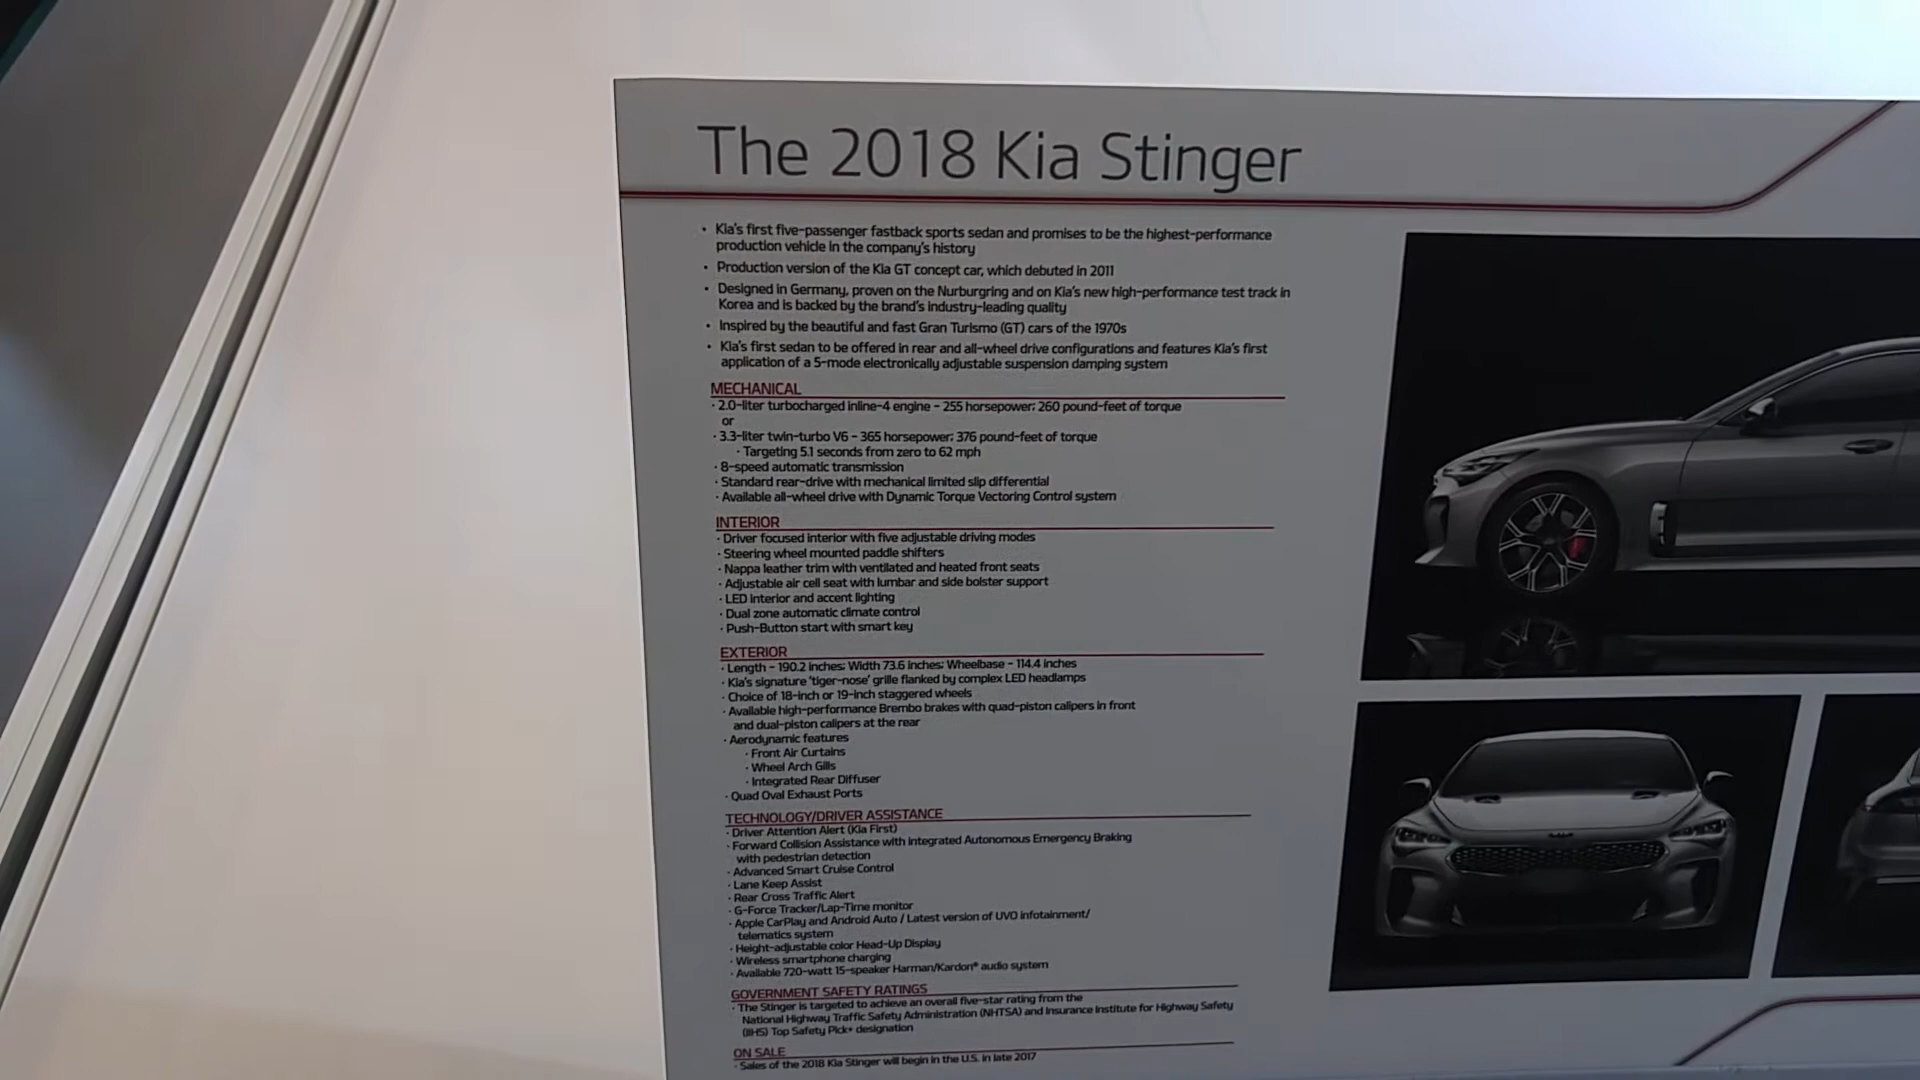 The 2018 Kia Stinger
• Kia's first five-passenger fastback sports sedan and promises to be the highest-performance
production vehicle in the company's history
• Production version of the Kia GT concept car, which debuted in 2011
• Designed in Germany, proven on the Nurburgring and on Kia's new high-performance test track in
Korea and is backed by the brand's industry-leading quality
• Inspired by the beautiful and fast Gran Turismo (GT) cars of the 1970s
• Kia's first sedan to be offered in rear and all-wheel drive configurations and features Kia's first
application of a 5-mode electronically adjustable suspension damping system
MECHANICAL
· 2.0-liter turbocharged inline-4 engine - 255 horsepower; 260 pound-feet of torque
or
· 3.3-liter twin-turbo V6 - 365 horsepower; 376 pound-feet of torque
· Targeting 5.1 seconds from zero to 62 mph
· 8-speed automatic transmission
· Standard rear-drive with mechanical limited slip differential
· Available all-wheel drive with Dynamic Torque Vectoring Control system
INTERIOR
· Driver focused interior with five adjustable driving modes
· Steering wheel mounted paddle shifters
· Nappa leather trim with ventilated and heated front seats
· Adjustable air cell seat with lumbar and side bolster support
· LED interior and accent lighting
· Dual zone automatic climate control
· Push-Button start with smart key
EXTERIOR
· Length - 190.2 inches; Width 73.6 inches; Wheelbase - 114.4 inches
· Kia's signature 'tiger-nose' grille flanked by complex LED headlamps
· Choice of 18-inch or 19-inch staggered wheels
· Available high-performance Brembo brakes with quad-piston calipers in front
and dual-piston calipers at the rear
· Aerodynamic features
· Front Air Curtains
· Wheel Arch Gills
· Integrated Rear Diffuser
· Quad Oval Exhaust Ports
TECHNOLOGY/DRIVER ASSISTANCE
· Driver Attention Alert (Kia First)
· Forward Collision Assistance with integrated Autonomous Emergency Braking
with pedestrian detection
· Advanced Smart Cruise Control
· Lane Keep Assist
· Rear Cross Traffic Alert
· G-Force Tracker/Lap-Time monitor
· Apple CarPlay and Android Auto / Latest version of UVO infotainment/
telematics system
· Height-adjustable color Head-Up Display
· Wireless smartphone charging
· Available 720-watt 15-speaker Harman/Kardon® audio system
GOVERNMENT SAFETY RATINGS
· The Stinger is targeted to achieve an overall five-star rating from the
National Highway Traffic Safety Administration (NHTSA) and Insurance Institute for Highway Safety
(IIHS) Top Safety Pick+ designation
ON SALE
· Sales of the 2018 Kia Stinger will begin in the U.S. in late 2017